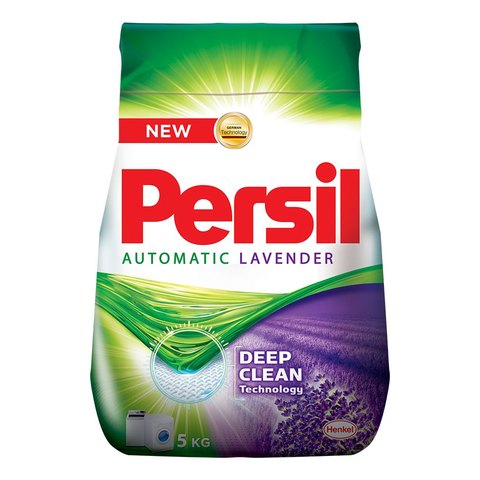 NEW
GERMAN
Technology
Persil
AUTOMATIC LAVENDER
DEEP
CLEAN
Technology
5 KG
Henkel